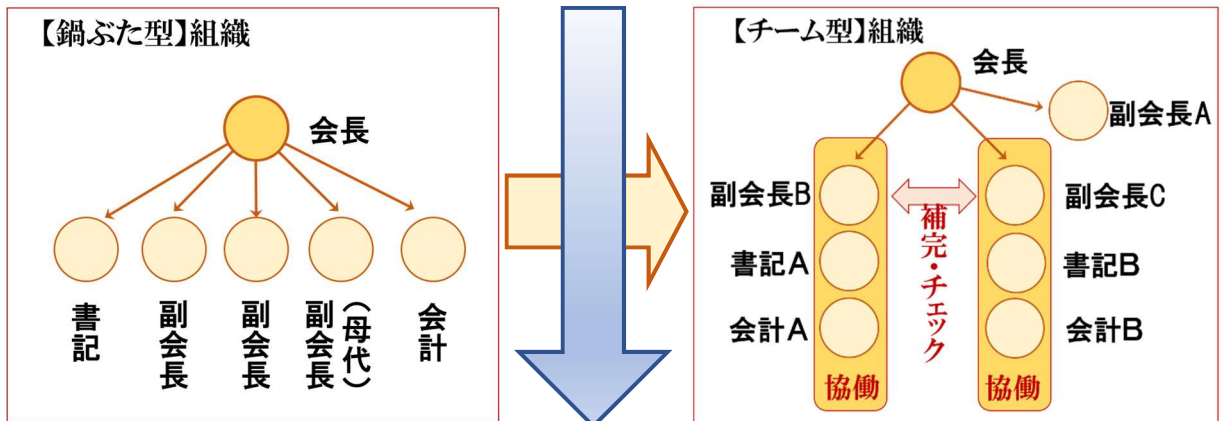 【鍋ぶた型】組織
会長
書記
副会長
副会長
副会長(母代)
会計
【チーム型】組織
会長
副会長A
副会長B
副会長C
補完・チェック
書記A
書記B
会計A
会計B
協働
協働